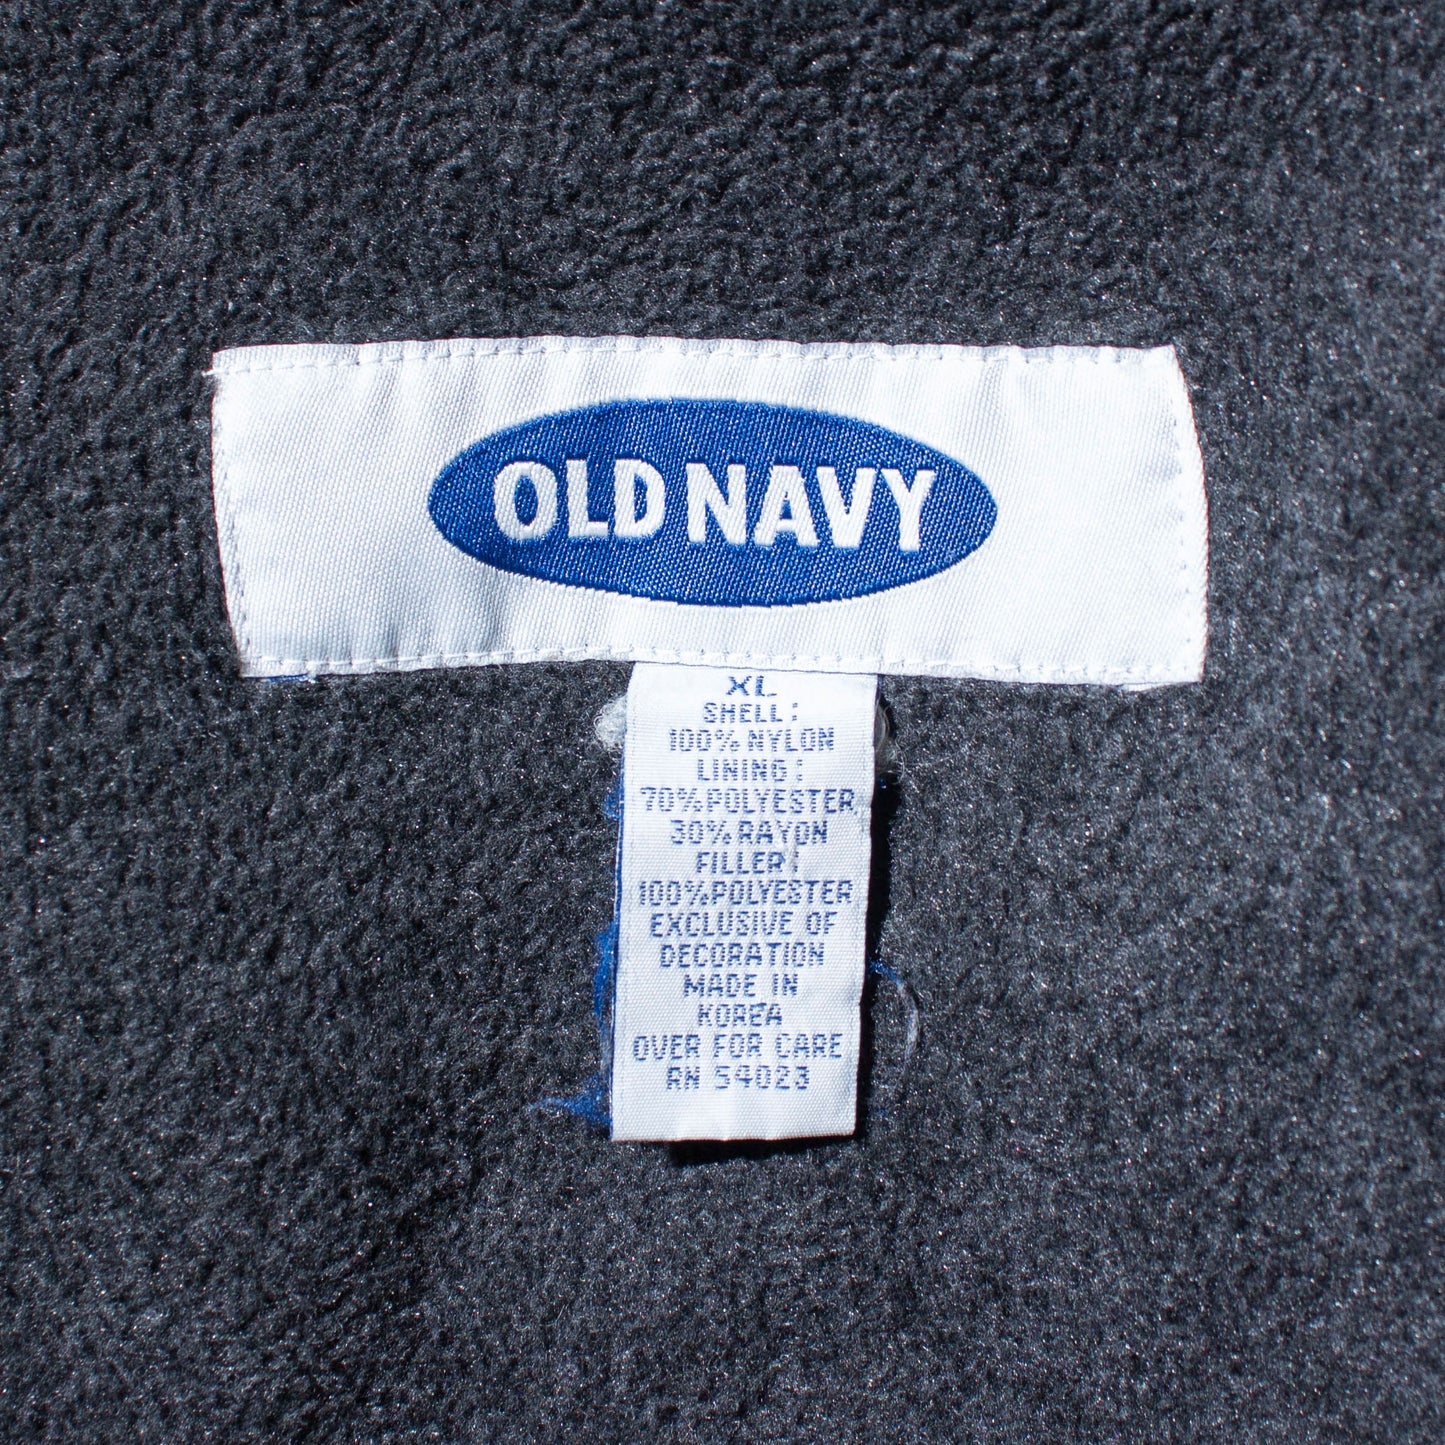 OLD NAVY
XL
SHELL:
100% NYLON
LINING:
70% POLYESTER
30% RAYON
FILLER:
100% POLYESTER
EXCLUSIVE OF
DECORATION
MADE IN
KOREA
OVER FOR CARE
RN 54023